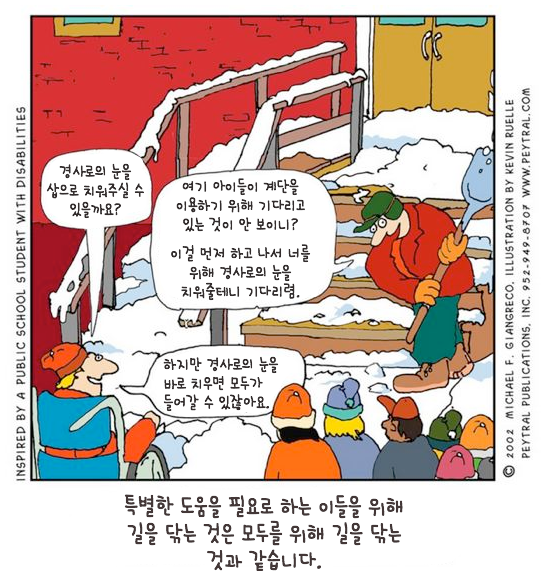 경사로의 눈을
삽으로 치워주실 수
있을까요?
여기 아이들이 계단을
이용하기 위해 기다리고
있는 것이 안 보이니?
이걸 먼저 하고 나서 너를
위해 경사로의 눈을
치워줄테니 기다리렴.
하지만 경사로의 눈을
바로 치우면 모두가
들어갈 수 있잖아요.
특별한 도움을 필요로 하는 이들을 위해
길을 닦는 것은 모두를 위해 길을 닦는
것과 같습니다.
INSPIRED BY A PUBLIC SCHOOL STUDENT WITH DISABILITIES
© 2002 MICHAEL F. GIANGRECO, ILLUSTRATION BY KEVIN RUELLE
PEYTRAL PUBLICATIONS, INC. 952-949-8707 WWW.PEYTRAL.COM